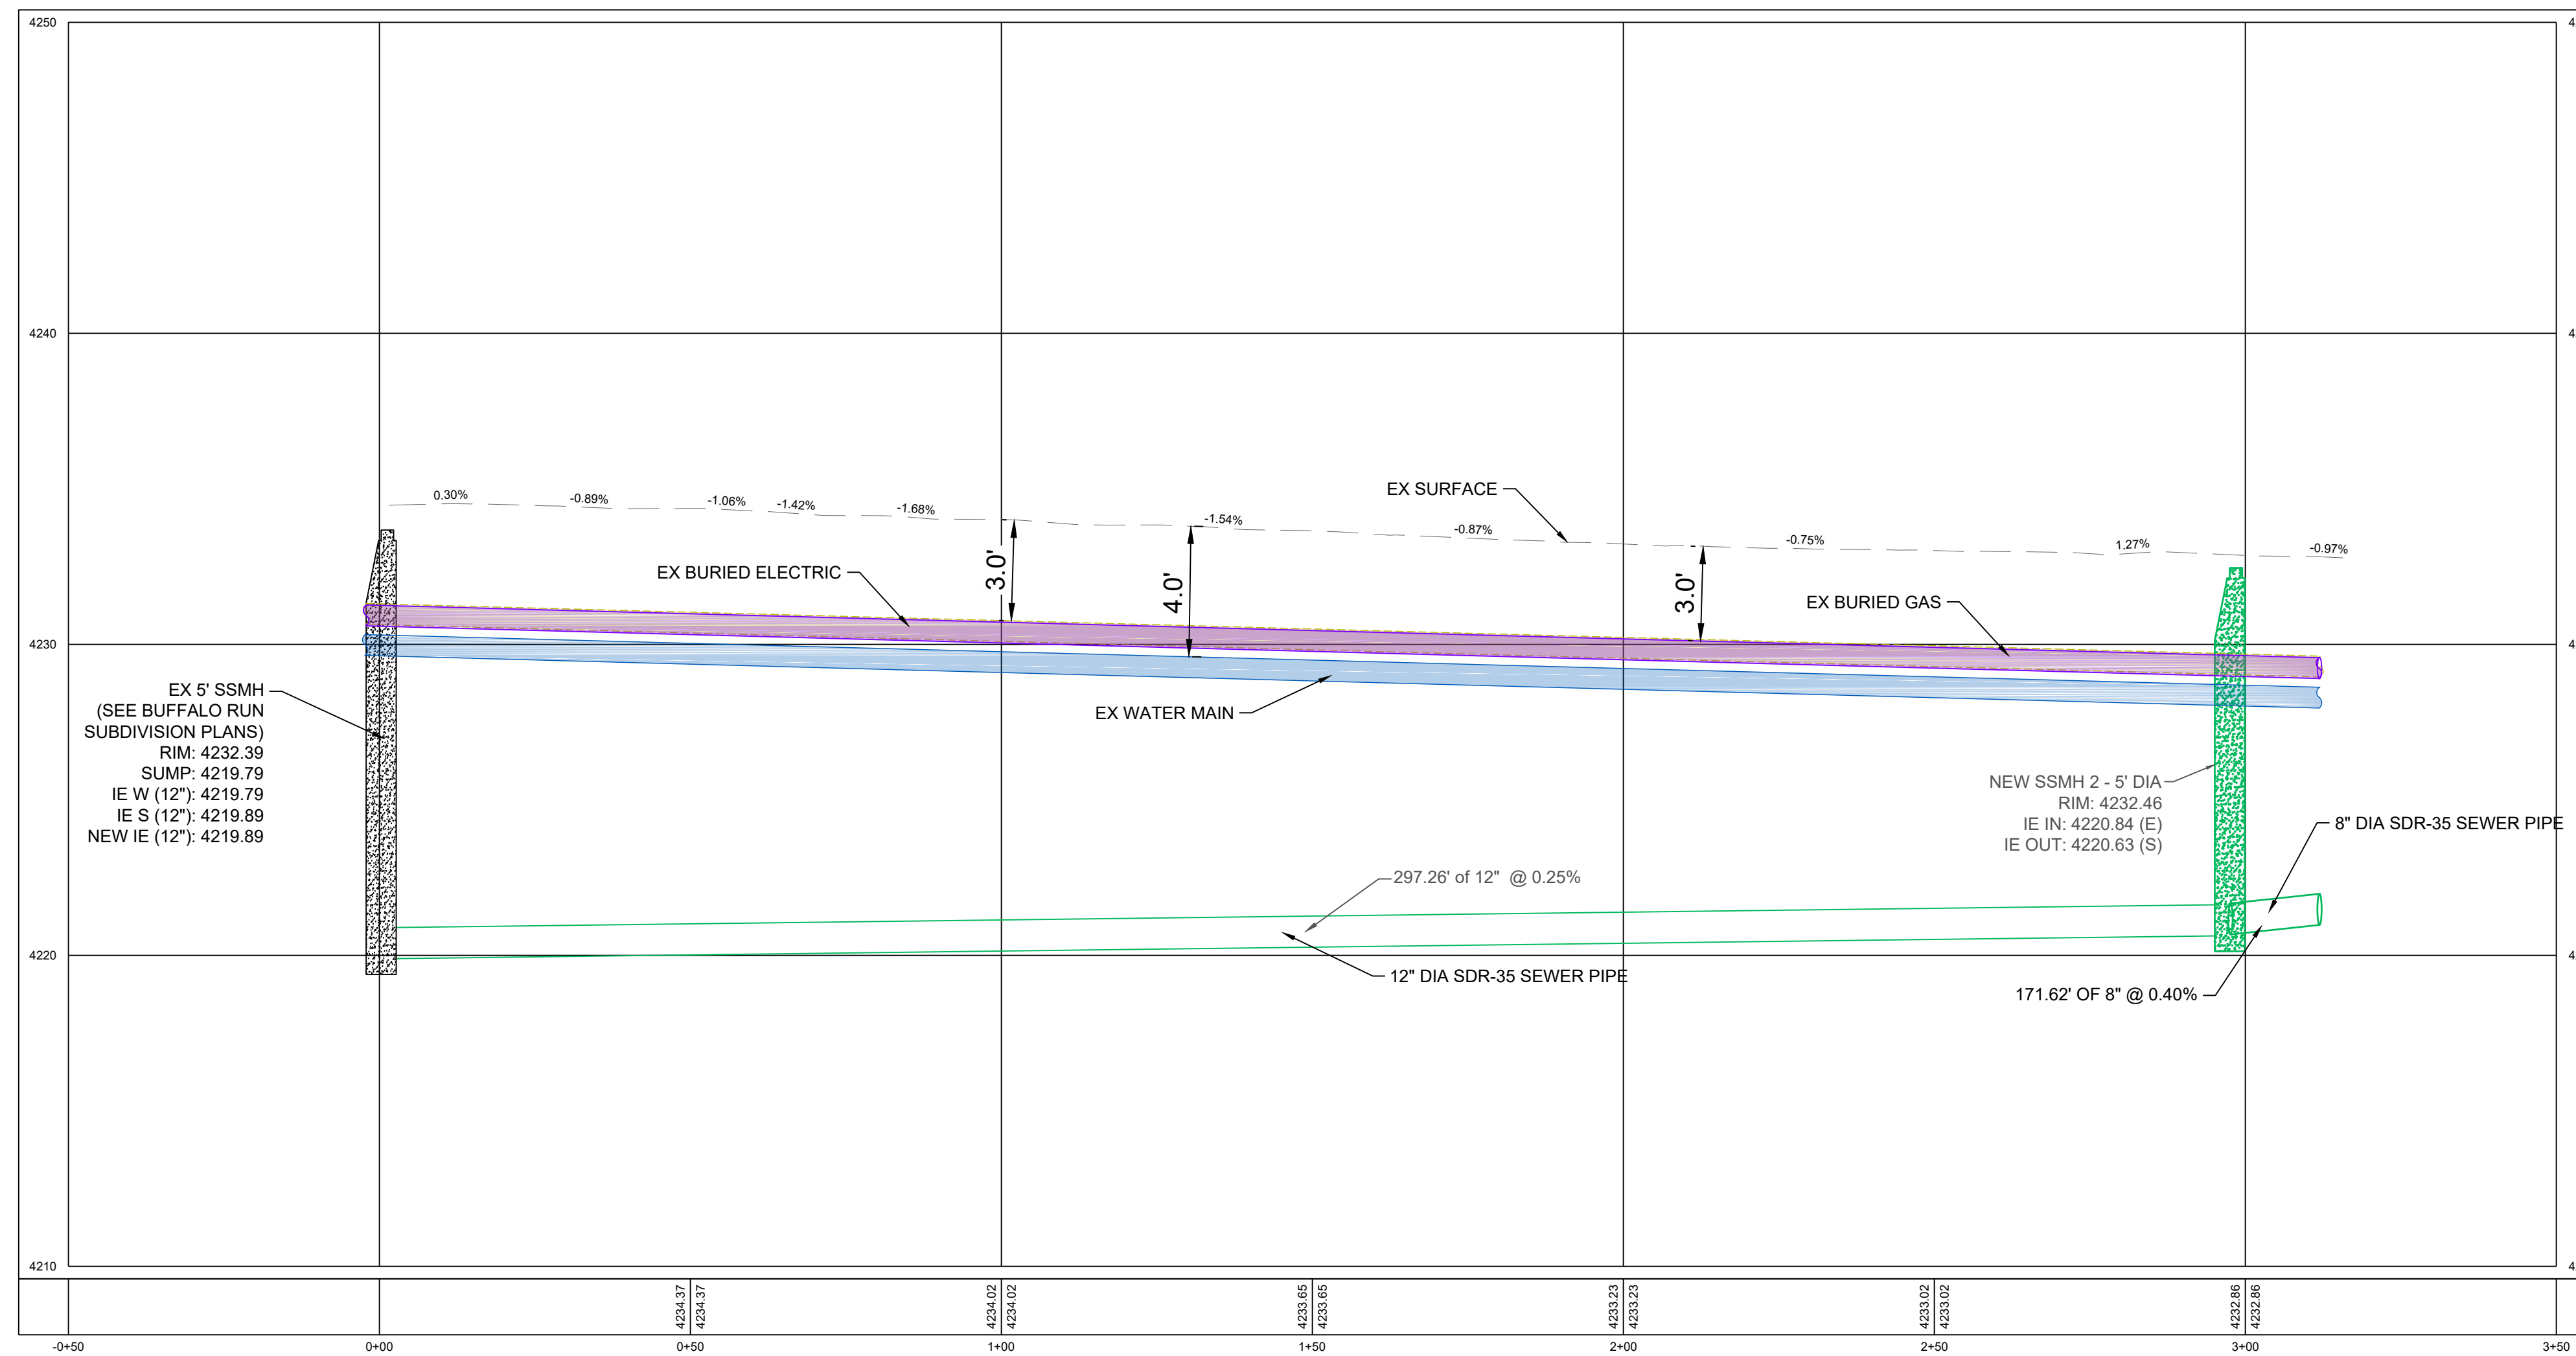 4250
4
4240
4
EX SURFACE
0.30%
-0.89%
-1.06%
-1.42%
-1.68%
-1.54%
-0.87%
-0.75%
1.27%
-0.97%
3.0'
4.0'
3.0'
EX BURIED ELECTRIC
EX BURIED GAS
4230
4
EX 5' SSMH
(SEE BUFFALO RUN
SUBDIVISION PLANS)
RIM: 4232.39
SUMP: 4219.79
IE W (12"): 4219.79
IE S (12"): 4219.89
NEW IE (12"): 4219.89
EX WATER MAIN
NEW SSMH 2 - 5' DIA
RIM: 4232.46
IE IN: 4220.84 (E)
IE OUT: 4220.63 (S)
8" DIA SDR-35 SEWER PIPE
297.26' of 12" @ 0.25%
4220
4
12" DIA SDR-35 SEWER PIPE
171.62' OF 8" @ 0.40%
4210
4
4234.37
4234.37
4234.02
4234.02
4233.65
4233.65
4233.23
4233.23
4233.02
4233.02
4232.86
4232.86
-0+50
0+00
0+50
1+00
1+50
2+00
2+50
3+00
3+50